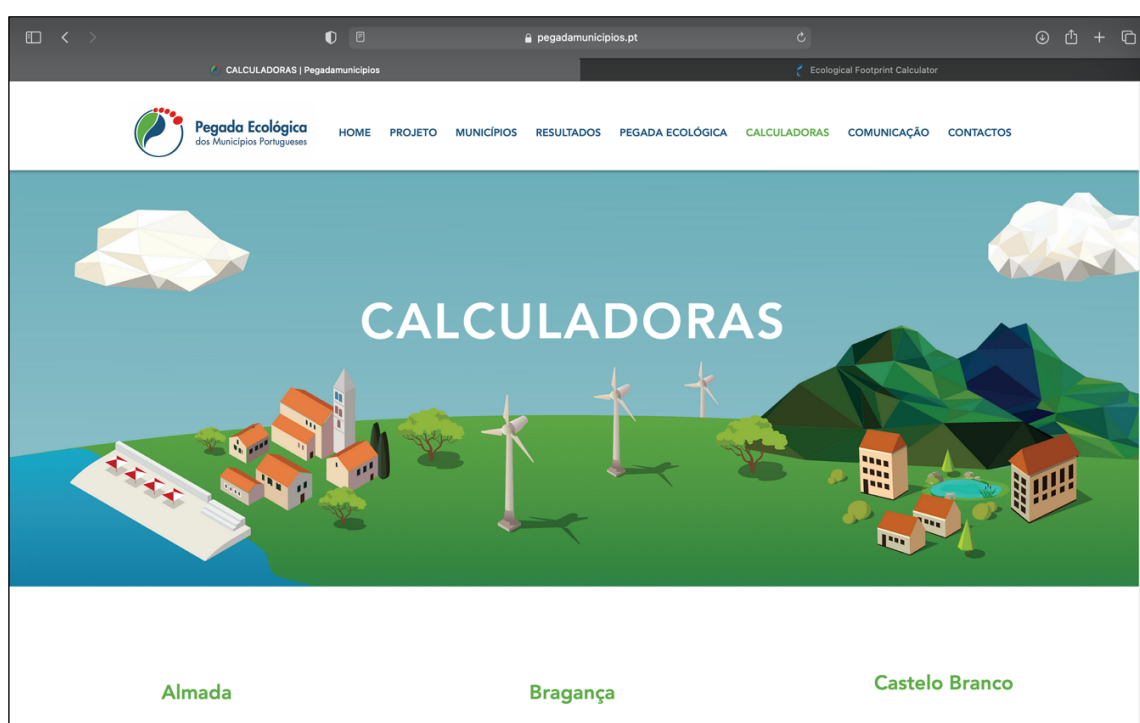 pegadamunicipios.pt
CALCULADORAS | Pegadamunicipios
Ecological Footprint Calculator
Pegada Ecológica
dos Municípios Portugueses
HOME PROJETO MUNICÍPIOS RESULTADOS PEGADA ECOLÓGICA CALCULADORAS COMUNICAÇÃO CONTACTOS
CALCULADORAS
Almada Bragança Castelo Branco